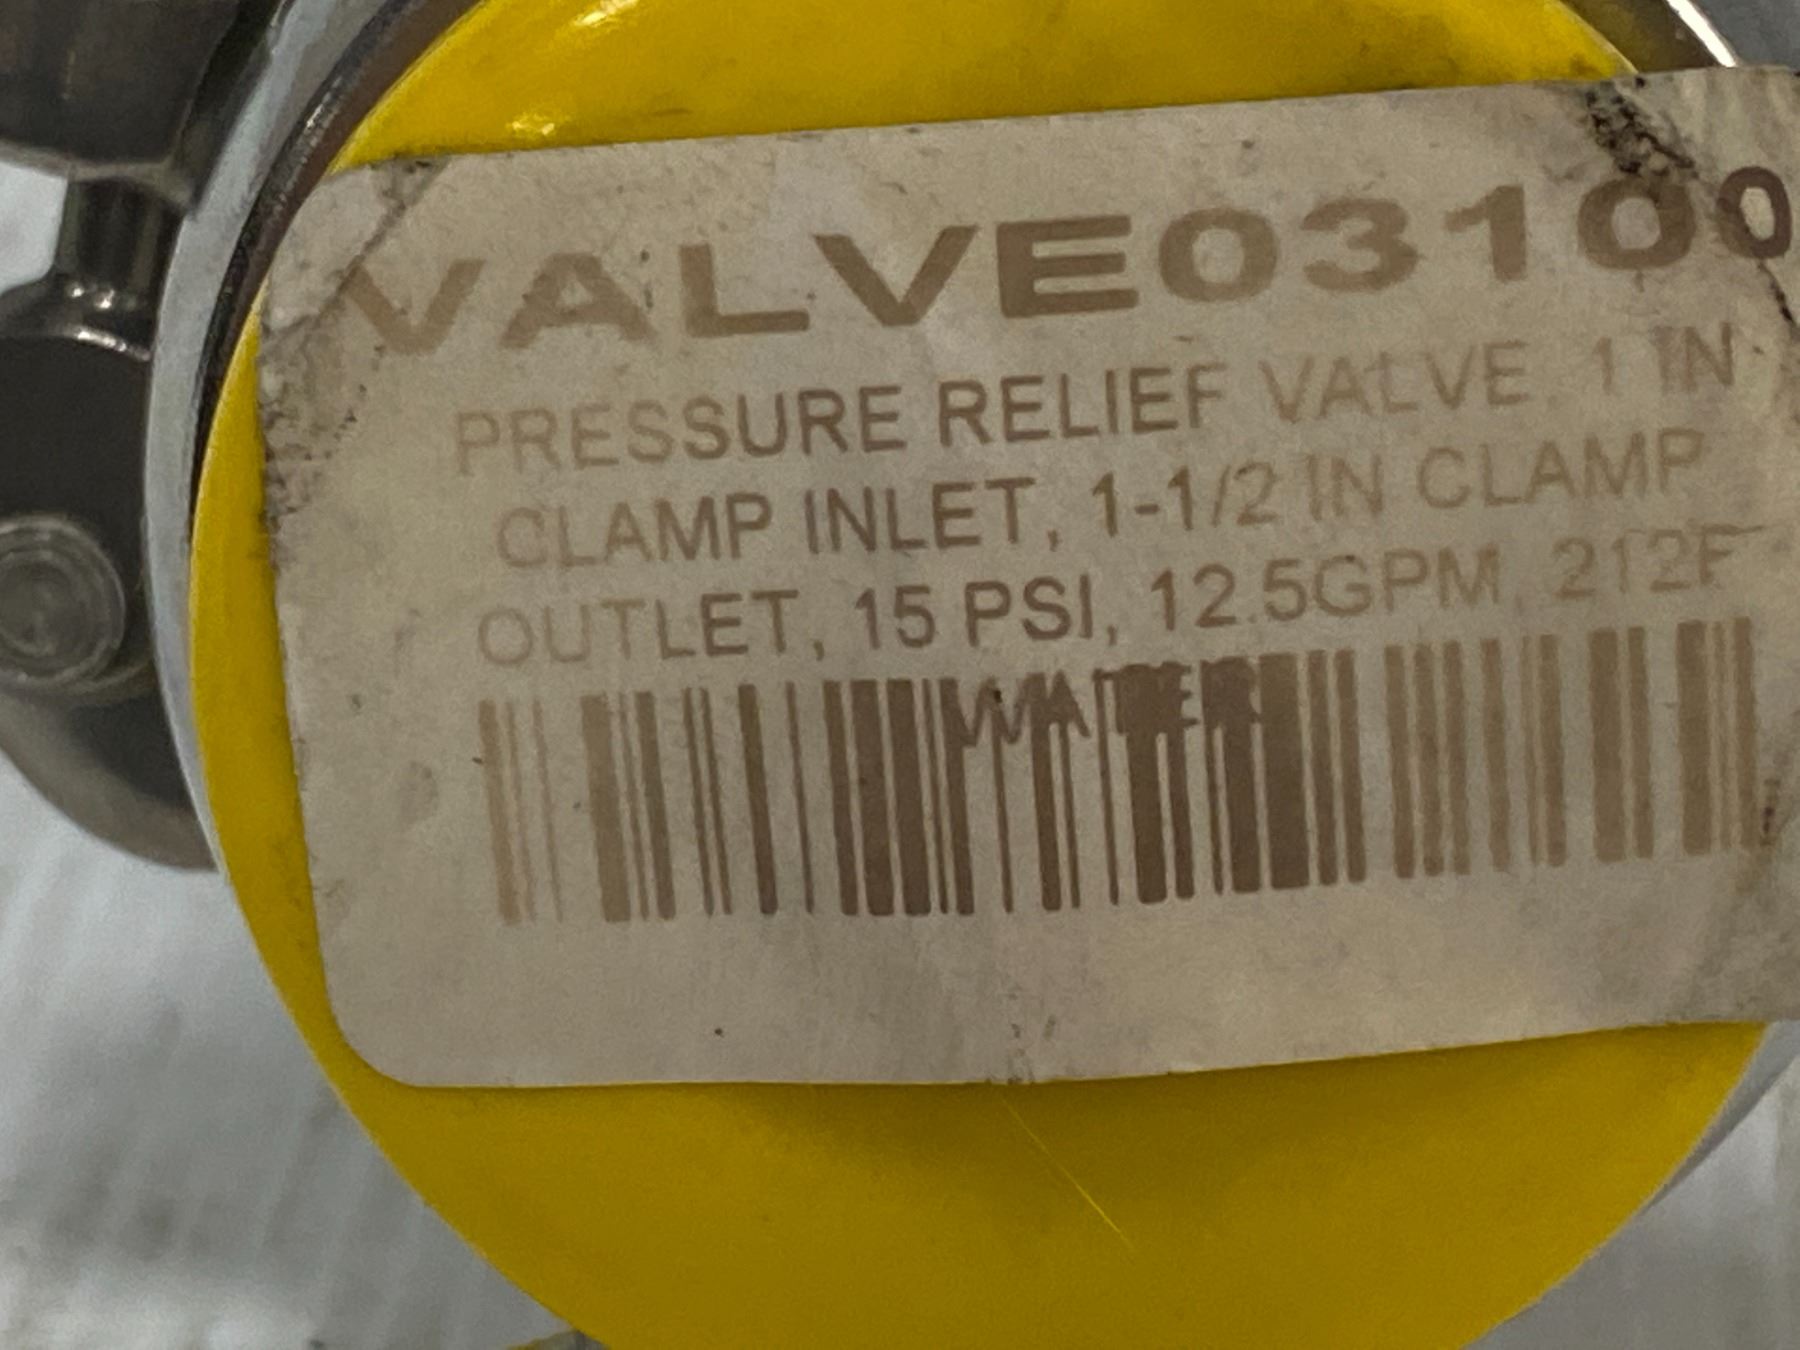 VALVE03100
PRESSURE RELIEF VALVE, 1 IN
CLAMP INLET, 1-1/2 IN CLAMP
OUTLET, 15 PSI, 12.5GPM, 212F
WATER